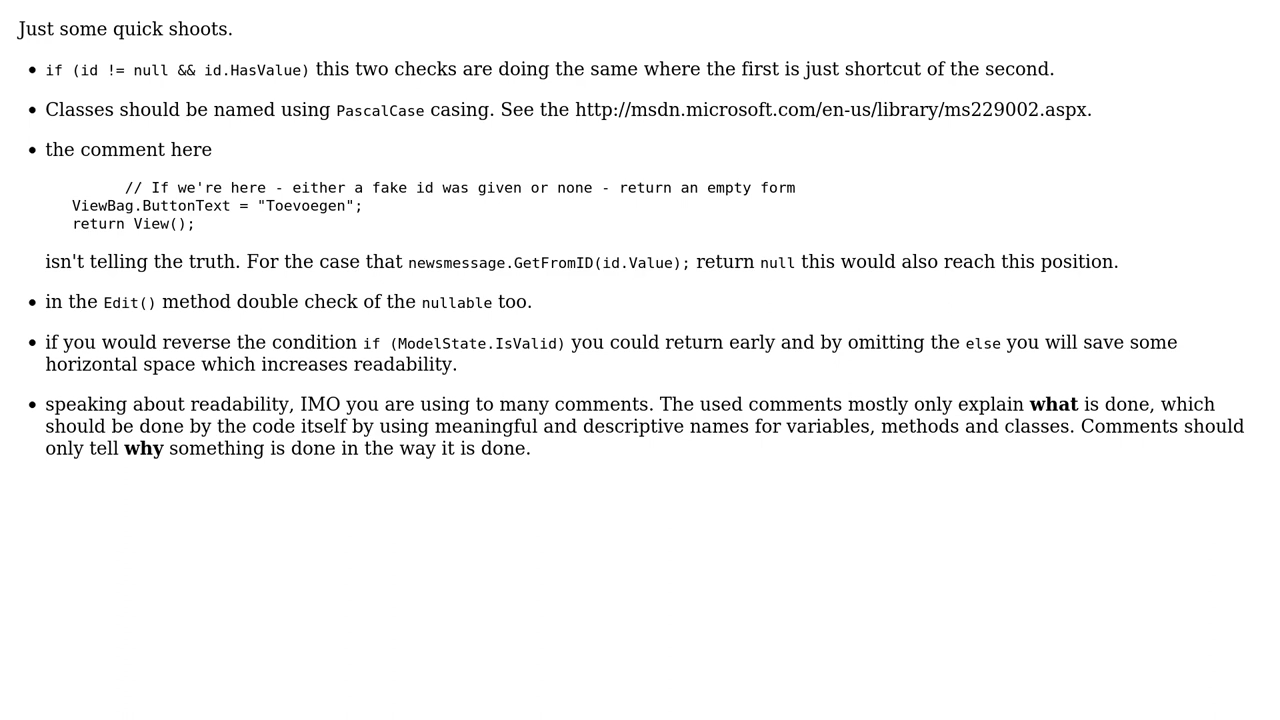 Just some quick shoots.
if (id != null && id.HasValue) this two checks are doing the same where the first is just shortcut of the second.
Classes should be named using PascalCase casing. See the http://msdn.microsoft.com/en-us/library/ms229002.aspx.
the comment here
// If we're here - either a fake id was given or none - return an empty form
ViewBag.ButtonText = "Toevoegen";
return View();
isn't telling the truth. For the case that newsmessage.GetFromID(id.Value); return null this would also reach this position.
in the Edit() method double check of the nullable too.
if you would reverse the condition if (ModelState.IsValid) you could return early and by omitting the else you will save some
horizontal space which increases readability.
speaking about readability, IMO you are using to many comments. The used comments mostly only explain what is done, which
should be done by the code itself by using meaningful and descriptive names for variables, methods and classes. Comments should
only tell why something is done in the way it is done.